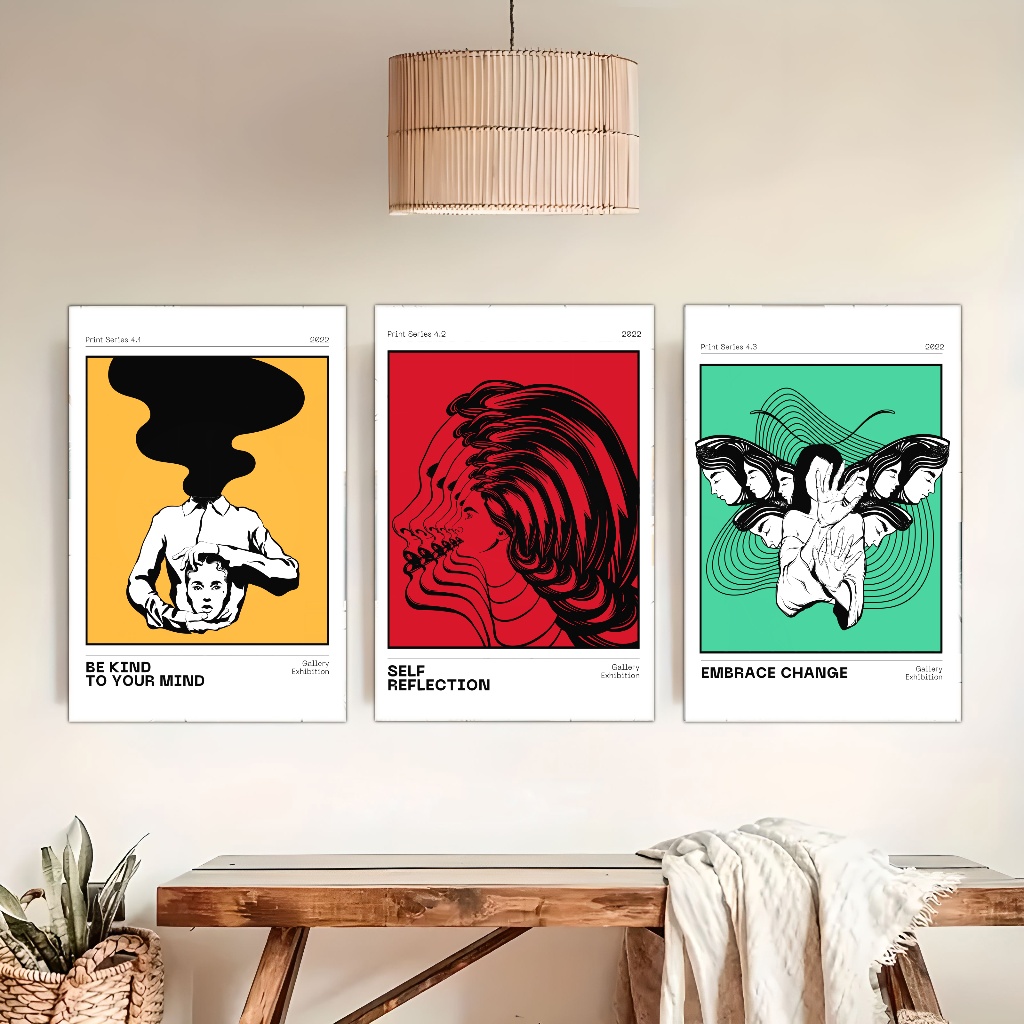 Print Series 4.1 2022
BE KIND
TO YOUR MIND
Gallery
Exhibition
Print Series 4.2 2022
SELF
REFLECTION
Gallery
Exhibition
Print Series 4.3 2022
EMBRACE CHANGE
Gallery
Exhibition